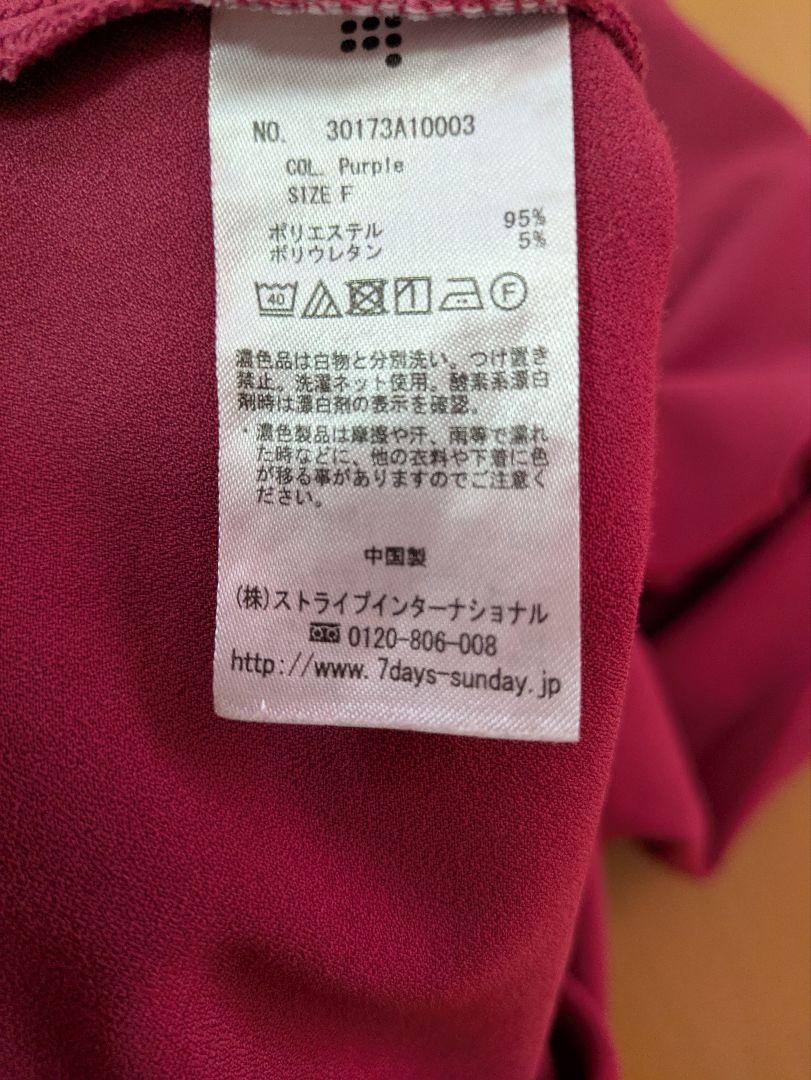 NO. 30173A10003
COL. Purple
SIZE F
ポリエステル 95%
ポリウレタン 5%
40 F
濃色品は白物と分別洗い。つけ置き
禁止。洗濯ネット使用。酸素系漂白
剤時は漂白剤の表示を確認。
・濃色製品は摩擦や汗、雨等で濡れ
た時などに、他の衣料や下着に色
が移る事がありますのでご注意く
ださい。
中国製
(株)ストライプインターナショナル
0120-806-008
http://www.7days-sunday.jp